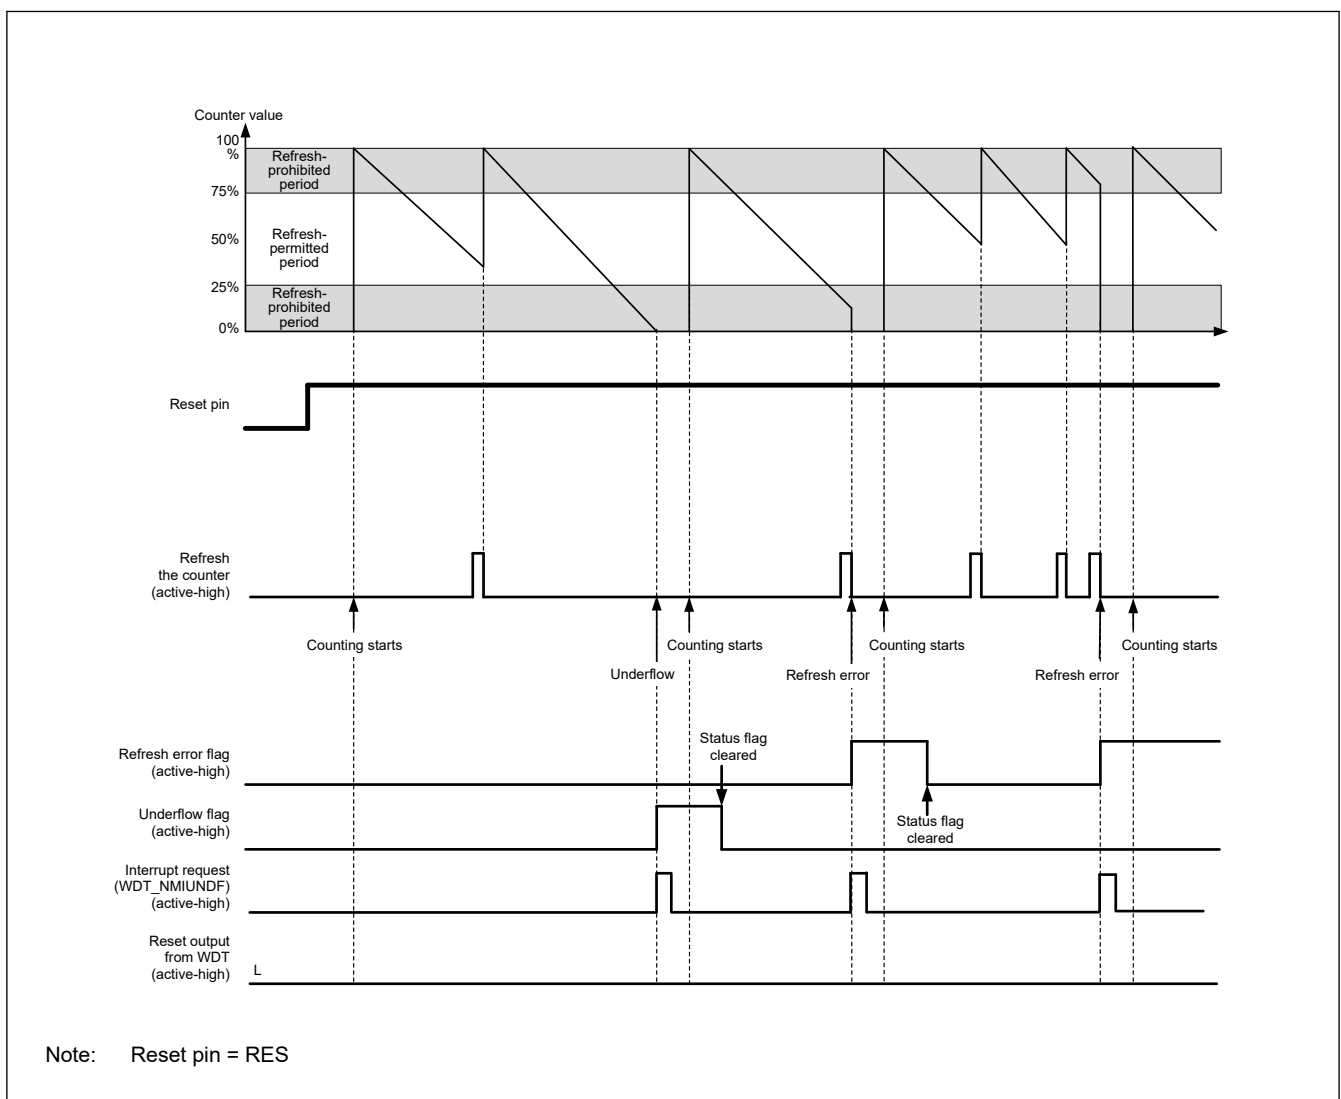 Counter value
100
%
Refresh-
prohibited
period
75%
Refresh-
permitted
period
50%
25%
Refresh-
prohibited
period
0%
Reset pin
Refresh
the counter
(active-high)
Counting starts
Counting starts
Counting starts
Counting starts
Underflow
Refresh error
Refresh error
Status flag
cleared
Refresh error flag
(active-high)
Underflow flag
(active-high)
Status flag
cleared
Interrupt request
(WDT_NMIUNDF)
(active-high)
Reset output
from WDT
(active-high)
L
Note: Reset pin = RES